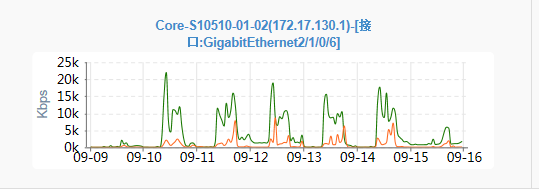 Core-S10510-01-02(172.17.130.1)-[接
口:GigabitEthernet2/1/0/6]
Kbps
25k
20k
15k
10k
5k
0k
09-09 09-10 09-11 09-12 09-13 09-14 09-15 09-16